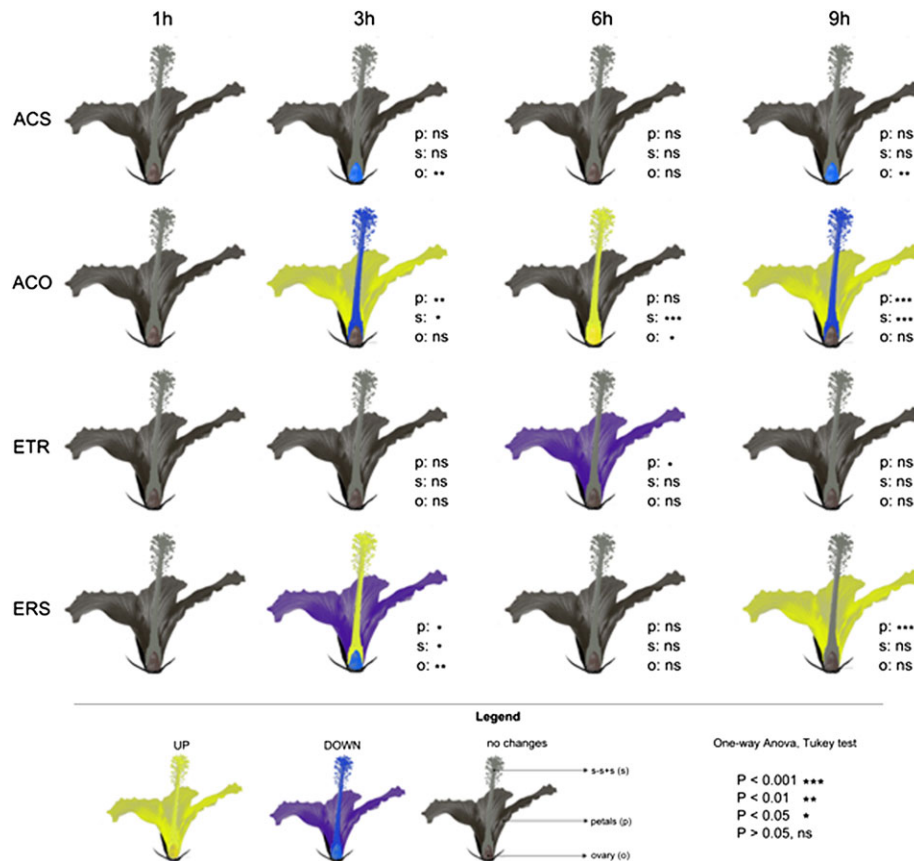 1h 3h 6h 9h
ACS
p: ns p: ns p: ns
s: ns s: ns s: ns
o: ** o: ns o: **
ACO
p: ** p: ns p: ***
s: * s: *** s: ***
o: ns o: * o: ns
ETR
p: ns p: * p: ns
s: ns s: ns s: ns
o: ns o: ns o: ns
ERS
p: * p: ns p: ***
s: * s: ns s: ns
o: ** o: ns o: ns
Legend
UP DOWN no changes One-way Anova, Tukey test
s-s+s (s)
P < 0.001 ***
P < 0.01 **
petals (p)
P < 0.05 *
P > 0.05, ns
ovary (o)